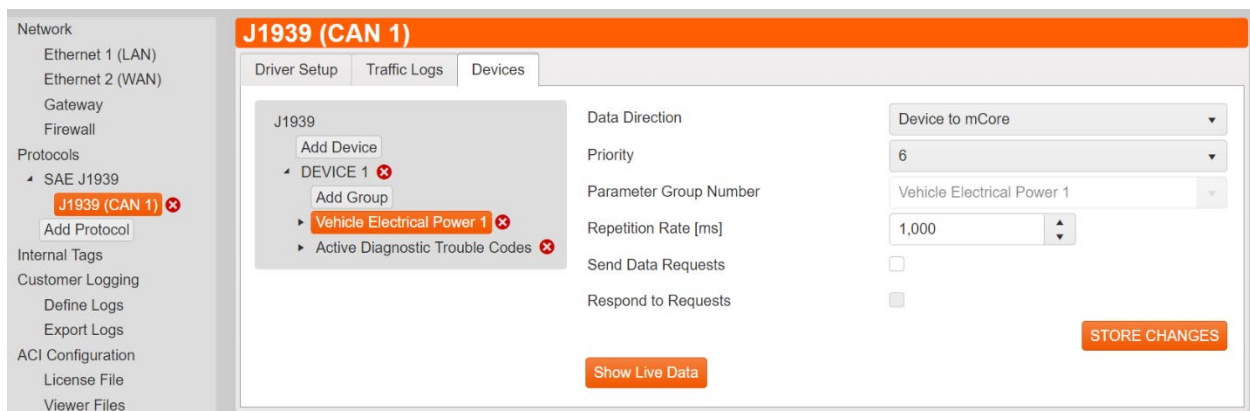 Network
Ethernet 1 (LAN)
Ethernet 2 (WAN)
Gateway
Firewall
Protocols
SAE J1939
J1939 (CAN 1)
Add Protocol
Internal Tags
Customer Logging
Define Logs
Export Logs
ACI Configuration
License File
Viewer Files
J1939 (CAN 1)
Driver Setup Traffic Logs Devices
J1939
Add Device
DEVICE 1
Add Group
Vehicle Electrical Power 1
Active Diagnostic Trouble Codes
Data Direction Device to mCore
Priority 6
Parameter Group Number Vehicle Electrical Power 1
Repetition Rate [ms] 1,000
Send Data Requests
Respond to Requests
STORE CHANGES
Show Live Data